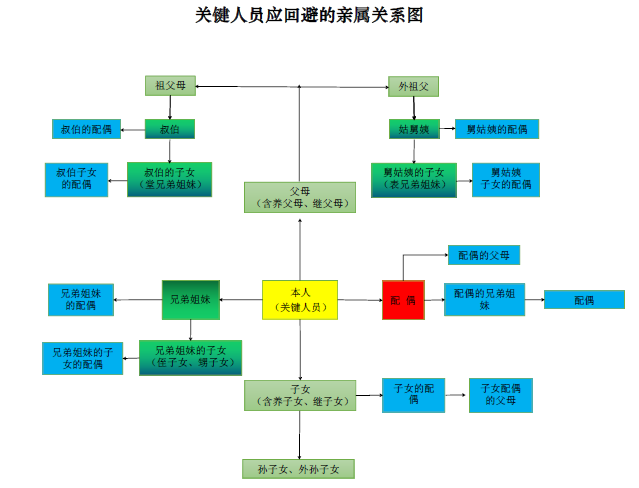 关键人员应回避的亲属关系图
祖父母
外祖父
叔伯的配偶
叔伯
姑舅姨
舅姑姨的配偶
叔伯子女
的配偶
叔伯的子女
（堂兄弟姐妹）
舅姑姨的子女
（表兄弟姐妹）
舅姑姨
子女的配偶
父母
（含养父母、继父母）
配偶的父母
兄弟姐妹
的配偶
兄弟姐妹
本人
（关键人员）
配 偶
配偶的兄弟姐
妹
配偶
兄弟姐妹的子
女的配偶
兄弟姐妹的子女
（侄子女、甥子女）
子女
（含养子女、继子女）
子女的配
偶
子女配偶
的父母
孙子女、外孙子女